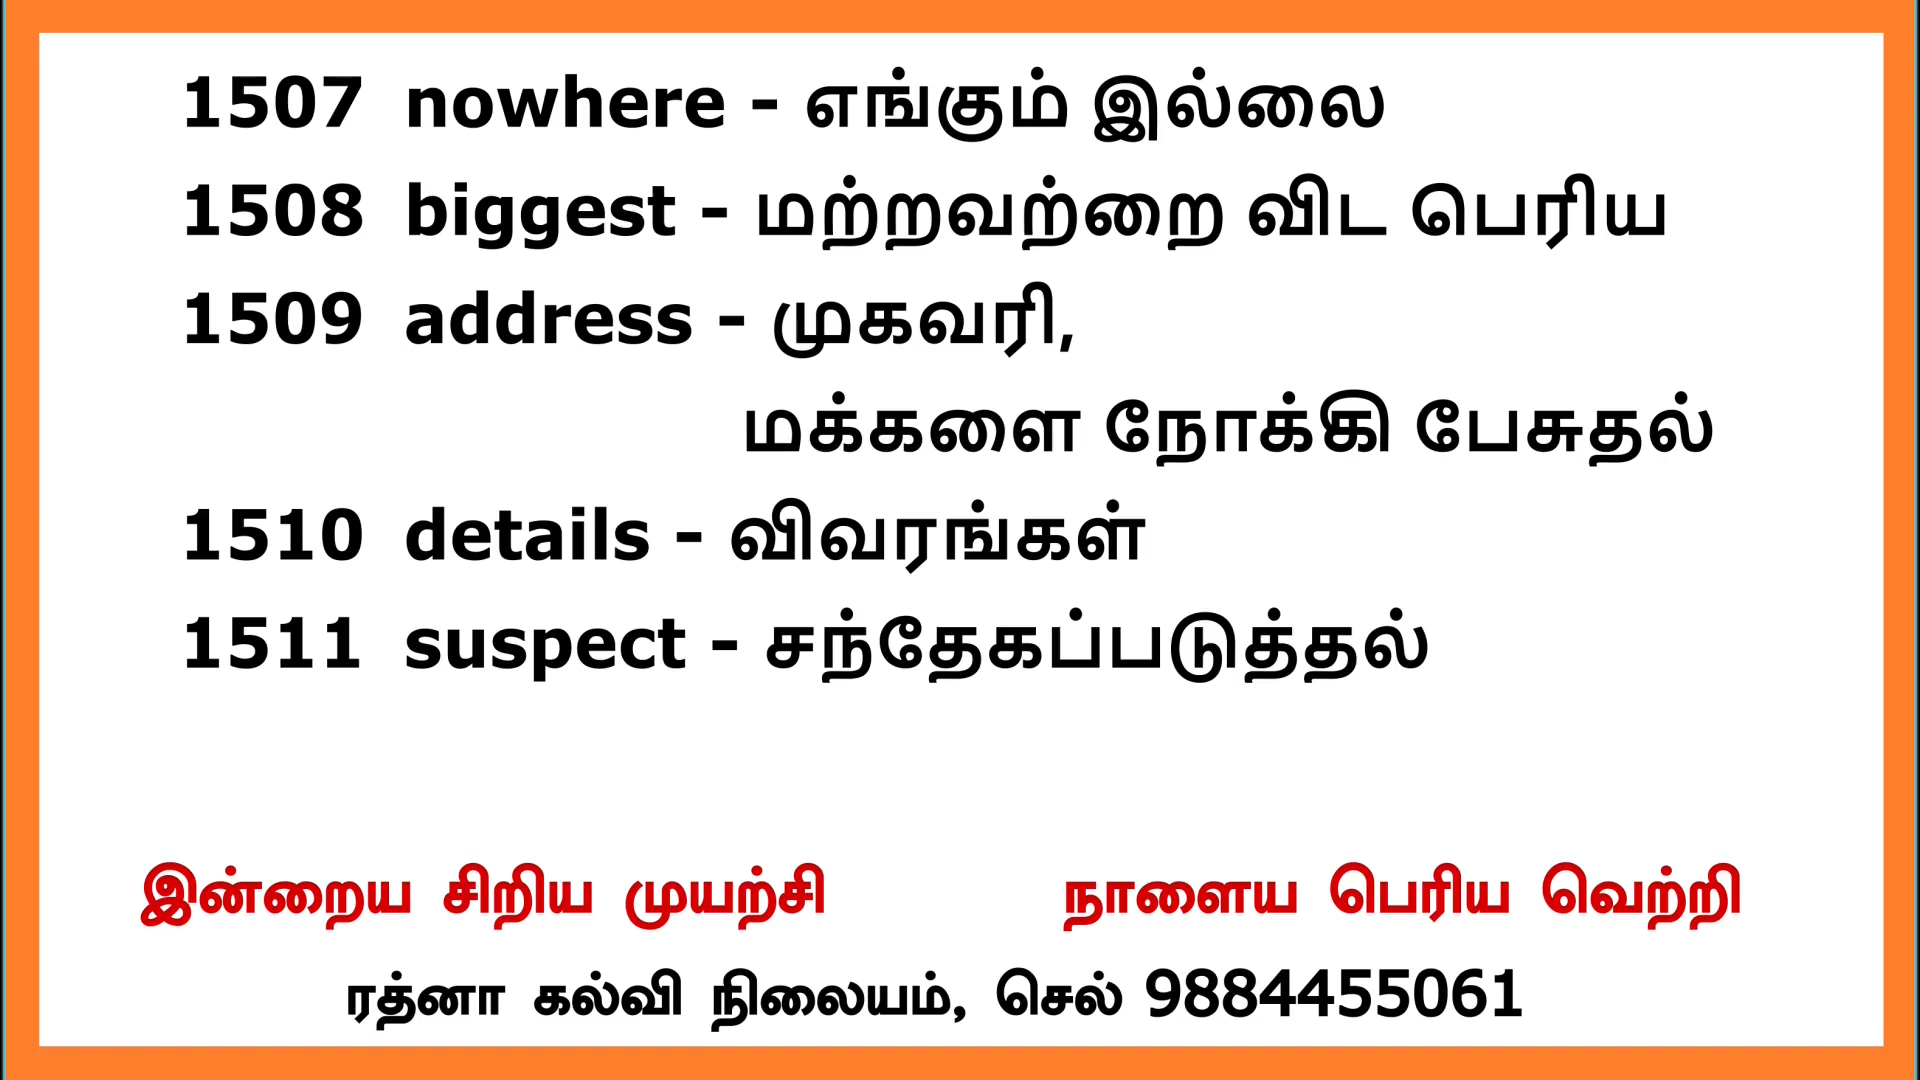 1507 nowhere - எங்கும் இல்லை
1508 biggest - மற்றவற்றை விட பெரிய
1509 address - முகவரி,
மக்களை நோக்கி பேசுதல்
1510 details - விவரங்கள்
1511 suspect - சந்தேகப்படுத்தல்
இன்றைய சிறிய முயற்சி நாளைய பெரிய வெற்றி
ரத்னா கல்வி நிலையம், செல் 9884455061